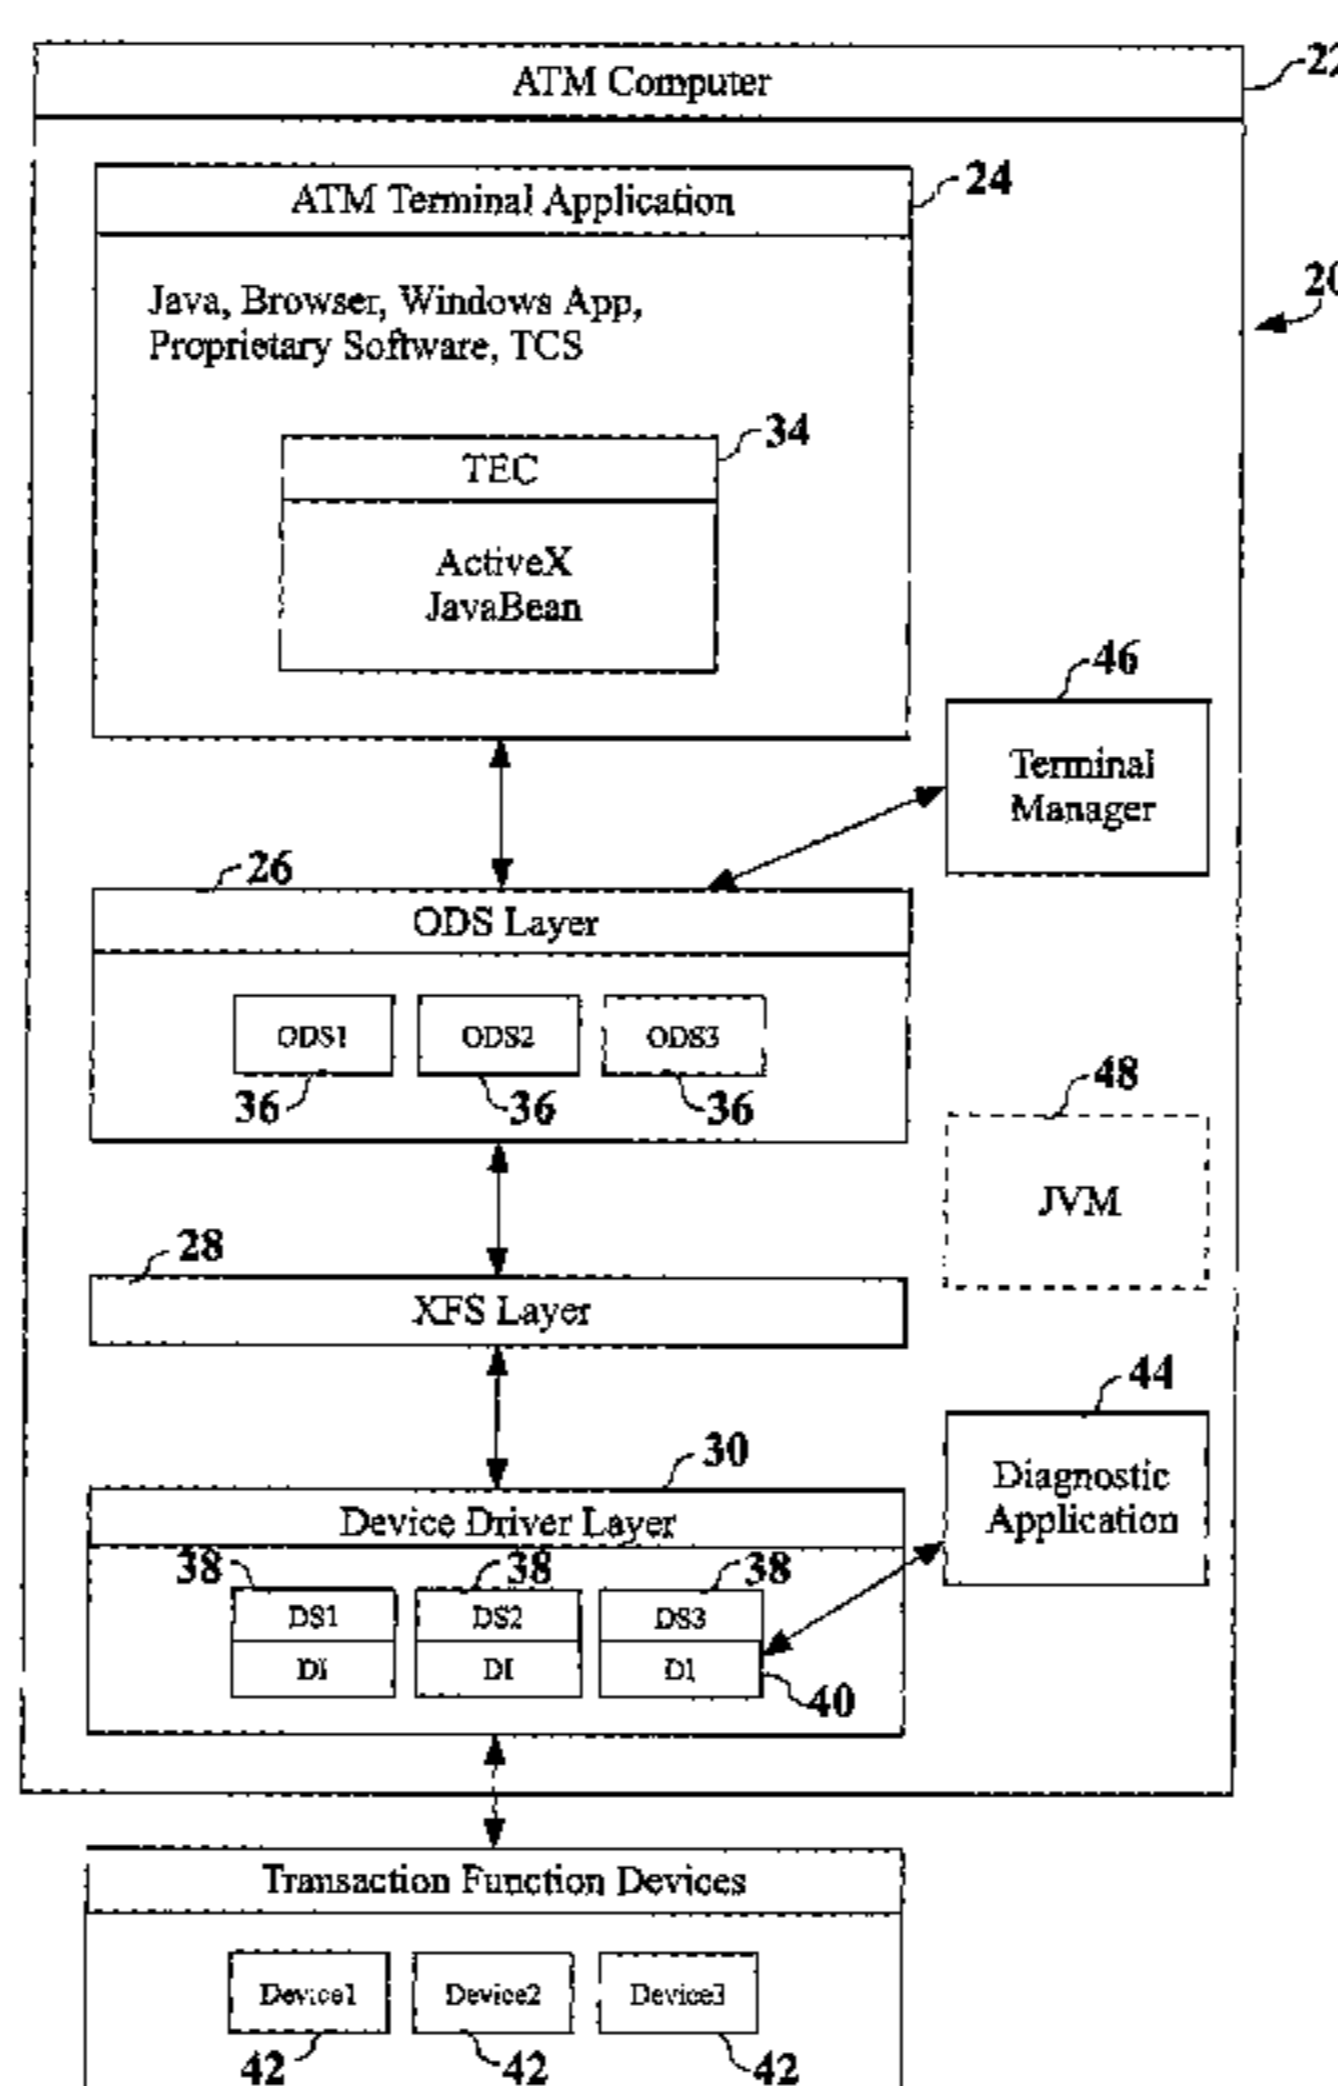 ATM Computer
22
ATM Terminal Application
24
20
Java, Browser, Windows App,
Proprietary Software, TCS
34
TEC
ActiveX
JavaBean
46
Terminal
Manager
26
ODS Layer
ODS1 ODS2 ODS3
36 36 36
48
JVM
28
XFS Layer
44
30
Diagnostic
Application
Device Driver Layer
38 38 38
DS1 DS2 DS3
DI DI DI
40
Transaction Function Devices
Device1 Device2 Device3
42 42 42